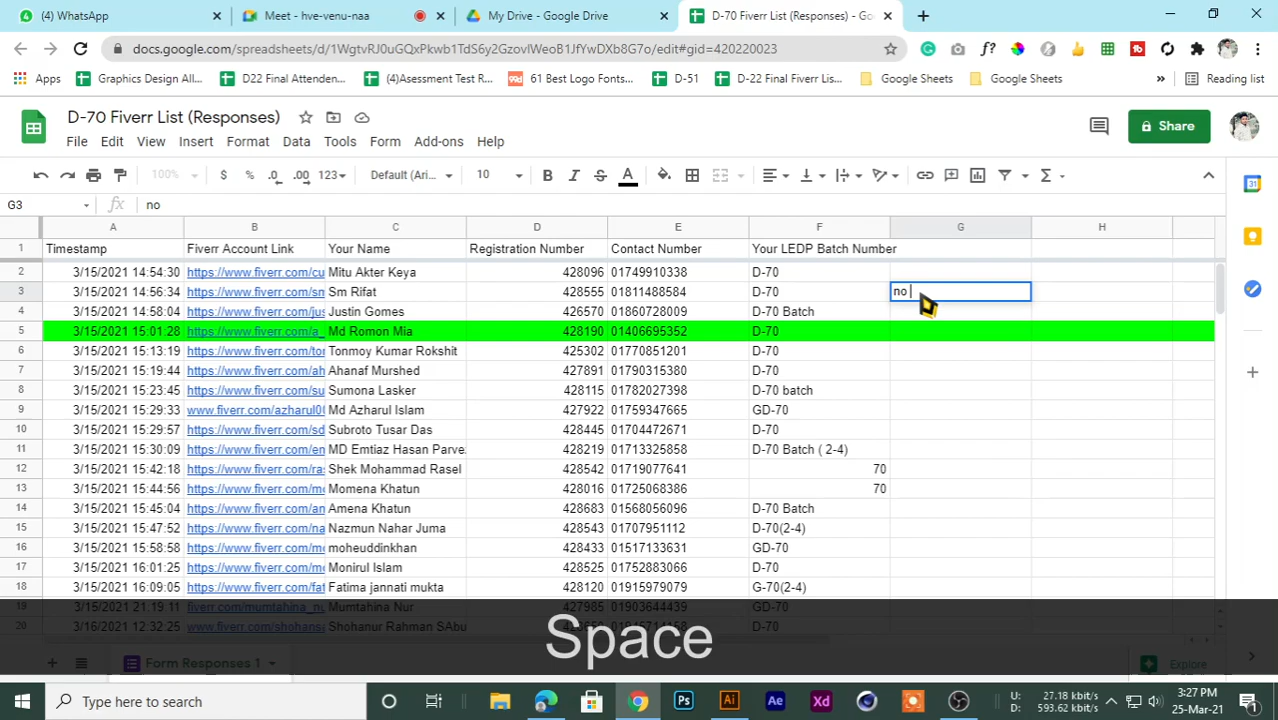 (4) WhatsApp
Meet - hve-venu-naa
My Drive - Google Drive
D-70 Fiverr List (Responses) - Go
docs.google.com/spreadsheets/d/
Apps
Graphics Design All...
D22 Final Attenden...
(4)Asessment Test R...
61 Best Logo Fonts...
D-51
D-22 Final Fiverr Lis...
Google Sheets
Google Sheets
Reading list
D-70 Fiverr List (Responses)
Share
File Edit View Insert Format Data Tools Form Add-ons Help
100% $ % .0 .00 123 Default (Ari... 10 B I S A
G3 fx no
A B C D E F G H
1 Timestamp Fiverr Account Link Your Name Registration Number Contact Number Your LEDP Batch Number
2 3/15/2021 14:54:30 https://www.fiverr.com/cu Mitu Akter Keya 428096 01749910338 D-70
3 3/15/2021 14:56:34 https://www.fiverr.com/sm Sm Rifat 428555 01811488584 D-70 no
4 3/15/2021 14:58:04 https://www.fiverr.com/jus Justin Gomes 426570 01860728009 D-70 Batch
5 3/15/2021 15:01:28 https://www.fiverr.com/a_ Md Romon Mia 428190 01406695352 D-70
6 3/15/2021 15:13:19 https://www.fiverr.com/tor Tonmoy Kumar Rokshit 425302 01770851201 D-70
7 3/15/2021 15:19:44 https://www.fiverr.com/ah Ahanaf Murshed 427891 01790315380 D-70
8 3/15/2021 15:23:45 https://www.fiverr.com/su Sumona Lasker 428115 01782027398 D-70 batch
9 3/15/2021 15:29:33 www.fiverr.com/azharul00 Md Azharul Islam 427922 01759347665 GD-70
10 3/15/2021 15:29:57 https://www.fiverr.com/sd Subroto Tusar Das 428445 01704472671 D-70
11 3/15/2021 15:30:09 https://www.fiverr.com/en MD Emtiaz Hasan Parve 428219 01713325858 D-70 Batch ( 2-4)
12 3/15/2021 15:42:18 https://www.fiverr.com/ras Shek Mohammad Rasel 428542 01719077641 70
13 3/15/2021 15:44:56 https://www.fiverr.com/mo Momena Khatun 428016 01725068386 70
14 3/15/2021 15:45:04 https://www.fiverr.com/an Amena Khatun 428683 01568056096 D-70 Batch
15 3/15/2021 15:47:52 https://www.fiverr.com/na Nazmun Nahar Juma 428543 01707951112 D-70(2-4)
16 3/15/2021 15:58:58 https://www.fiverr.com/mo moheuddinkhan 428433 01517133631 GD-70
17 3/15/2021 16:01:25 https://www.fiverr.com/mo Monirul Islam 428525 01752883066 D-70
18 3/15/2021 16:09:05 https://www.fiverr.com/fat Fatima jannati mukta 428120 01915979079 G-70(2-4)
19 3/15/2021 21:19:11 fiverr.com/mumtahina_nu Mumtahina Nur 427985 01903644439 GD-70
20 3/16/2021 12:32:25 www.fiverr.com/shohansa Shohanur Rahman SAbu D-70
Space
Form Responses 1
Explore
Type here to search
Ps Ai Ae Xd
U: 27.18 kbit/s
D: 593.62 kbit/s
3:27 PM
25-Mar-21
1